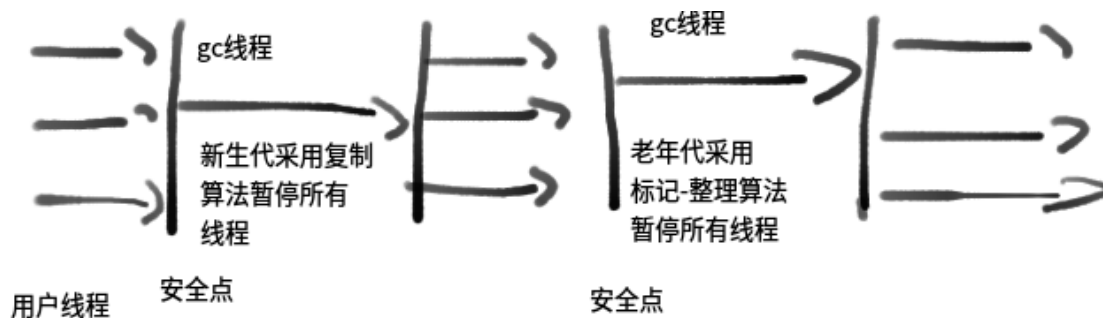 gc线程
新生代采用复制
算法暂停所有
线程
安全点
用户线程
gc线程
老年代采用
标记-整理算法
暂停所有线程
安全点